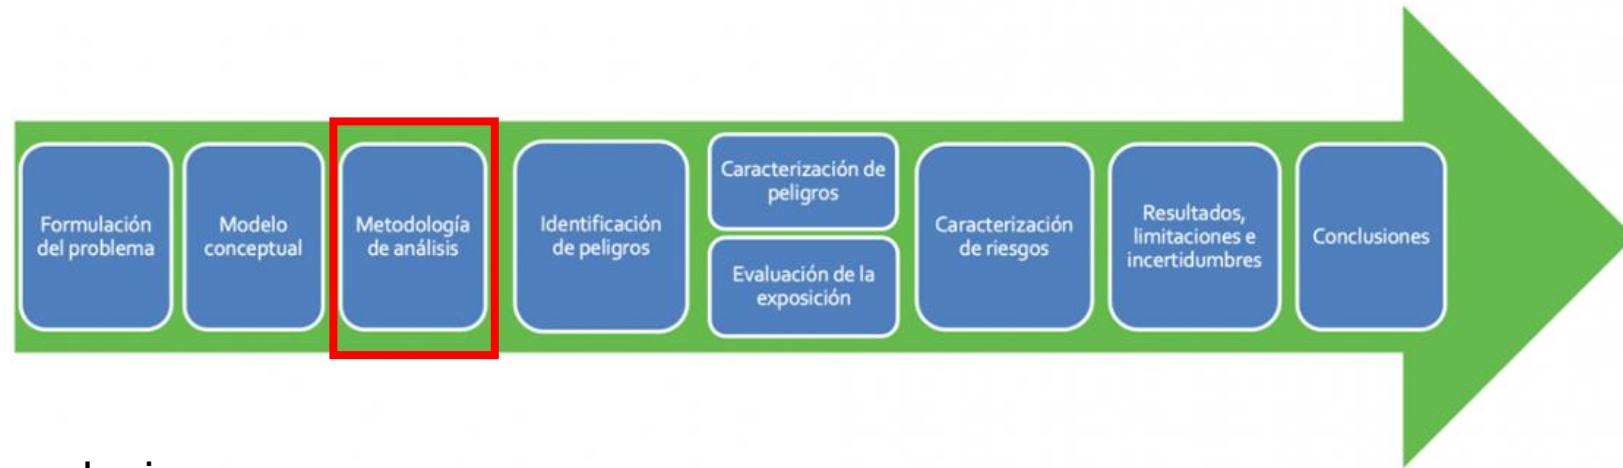 Formulación
del problema
Modelo
conceptual
Metodología
de análisis
Identificación
de peligros
Caracterización de
peligros
Evaluación de la
exposición
Caracterización
de riesgos
Resultados,
limitaciones e
incertidumbres
Conclusiones